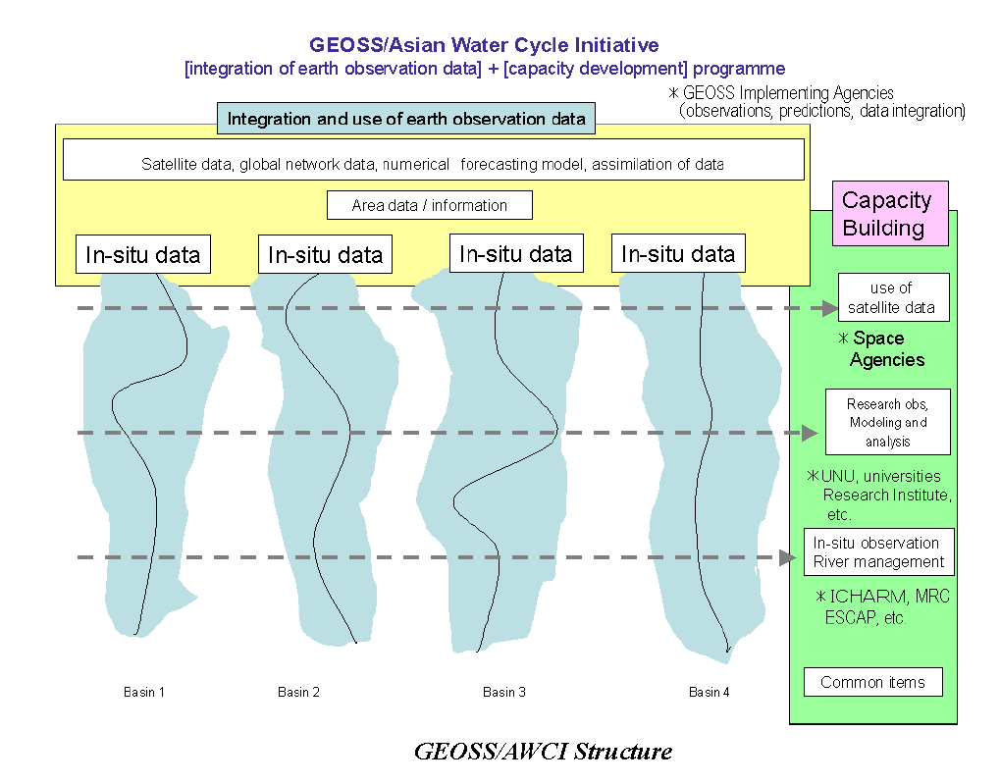 GEOSS/Asian Water Cycle Initiative
[integration of earth observation data] + [capacity development] programme
* GEOSS Implementing Agencies
(observations, predictions, data integration)
Integration and use of earth observation data
Satellite data, global network data, numerical forecasting model, assimilation of data
Area data / information
In-situ data
In-situ data
In-situ data
In-situ data
Capacity
Building
use of
satellite data
* Space
Agencies
Research obs,
Modeling and
analysis
* UNU, universities
Research Institute,
etc.
In-situ observation
River management
* ICHARM, MRC
ESCAP, etc.
Common items
Basin 1
Basin 2
Basin 3
Basin 4
GEOSS/AWCI Structure